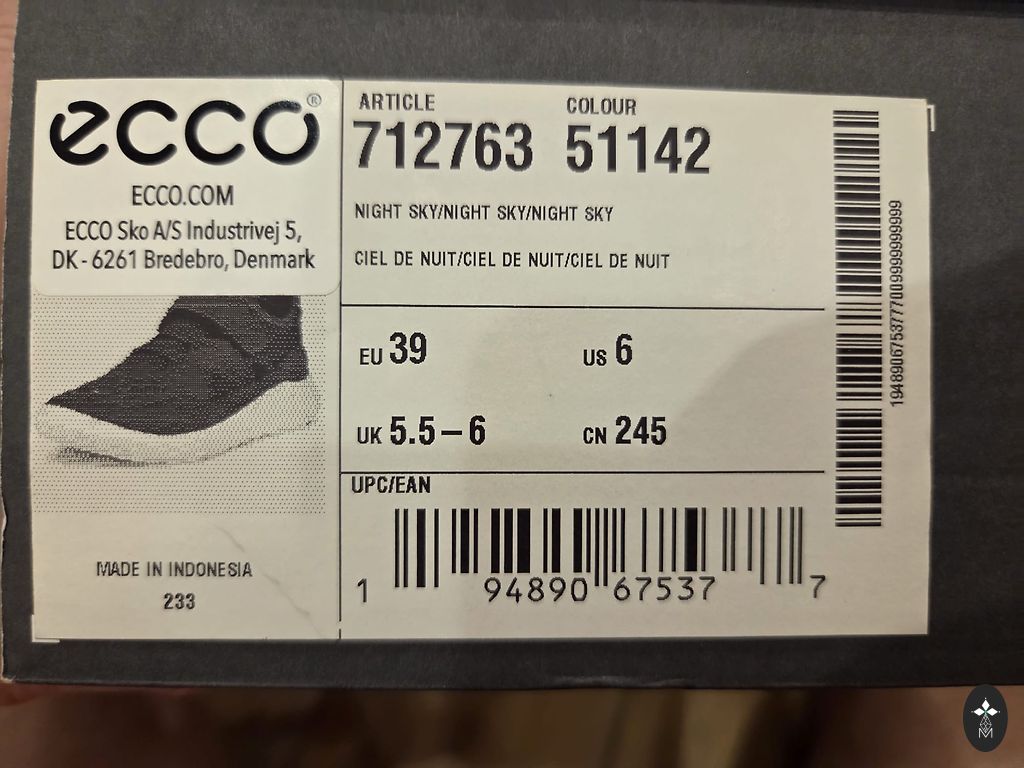 ecco®
ECCO.COM
ECCO Sko A/S Industrivej 5,
DK - 6261 Bredebro, Denmark
MADE IN INDONESIA
233
ARTICLE COLOUR
712763 51142
NIGHT SKY/NIGHT SKY/NIGHT SKY
CIEL DE NUIT/CIEL DE NUIT/CIEL DE NUIT
EU 39 US 6
UK 5.5–6 CN 245
UPC/EAN
1 94890 67537 7
M